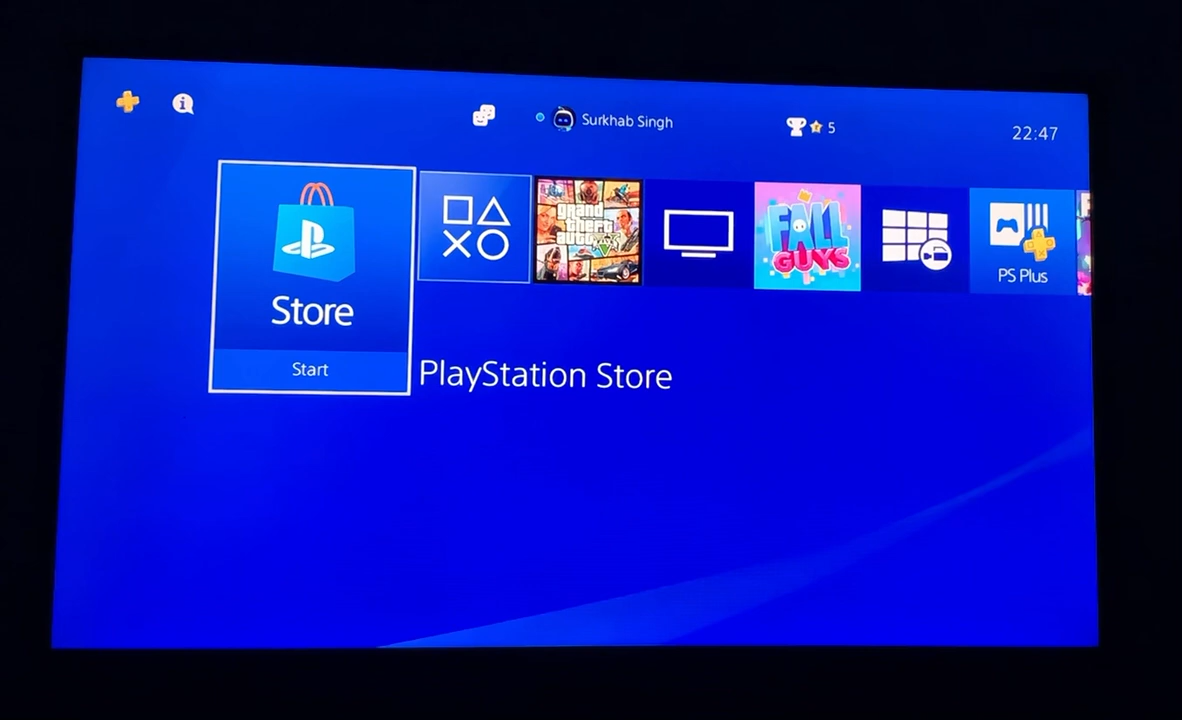 Surkhab Singh
5
22:47
Store
Start
grand
theft
auto
V
FALL
GUYS
PS Plus
PlayStation Store